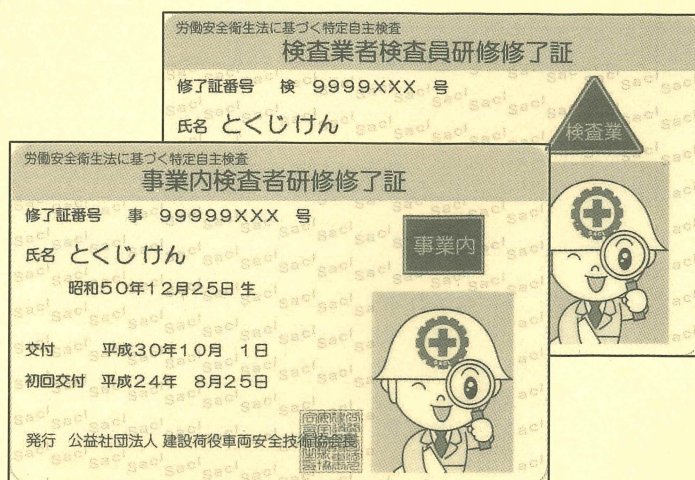 労働安全衛生法に基づく特定自主検査
検査業者検査員研修修了証
修了証番号 検 9999XXX 号
氏名 とくじ けん
検査業
労働安全衛生法に基づく特定自主検査
事業内検査者研修修了証
修了証番号 事 99999XXX 号
氏名 とくじ けん
事業内
昭和50年12月25日 生
交付 平成30年10月 1日
初回交付 平成24年 8月25日
発行 公益社団法人 建設荷役車両安全技術協会長